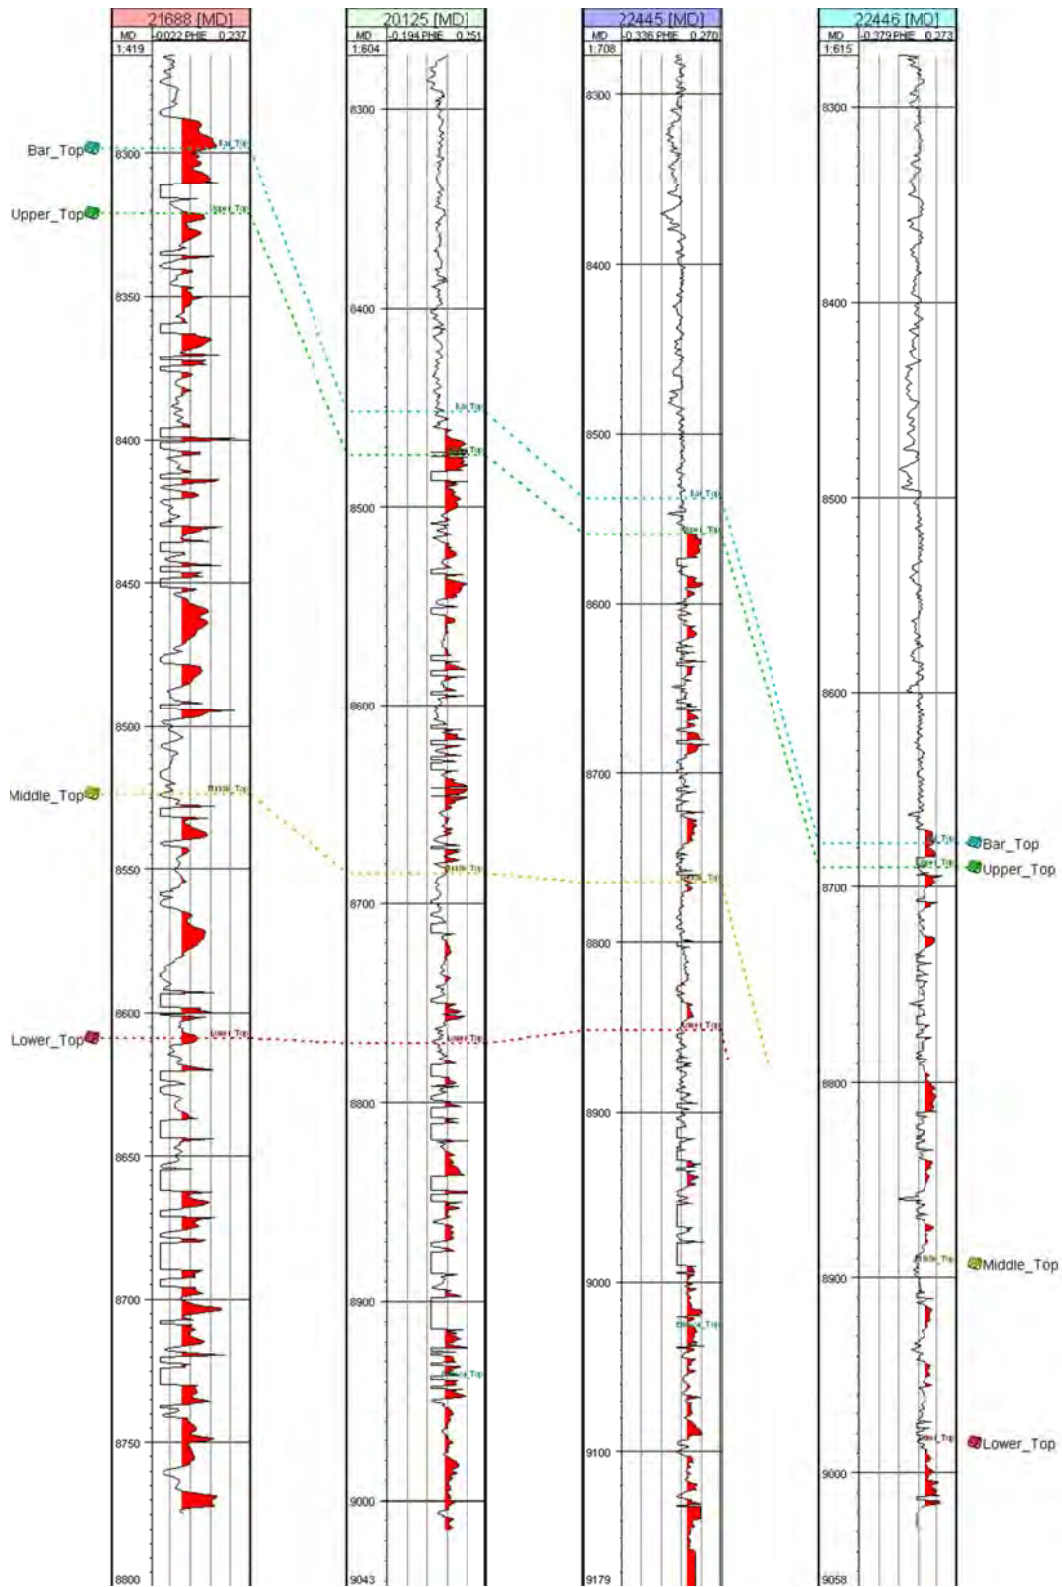 21688 [MD]
MD -0.022 PHIE 0.237
1:419
8300
8350
8400
8450
8500
8550
8600
8650
8700
8750
8800
Bar_Top
Upper_Top
Middle_Top
Lower_Top
20125 [MD]
MD -0.194 PHIE 0.251
1:604
8300
8400
8500
8600
8700
8800
8900
9000
9043
22445 [MD]
MD -0.336 PHIE 0.270
1:708
8300
8400
8500
8600
8700
8800
8900
9000
9100
9179
22446 [MD]
MD -0.379 PHIE 0.273
1:615
8300
8400
8500
8600
8700
8800
8900
9000
9058
Bar_Top
Upper_Top
Middle_Top
Lower_Top